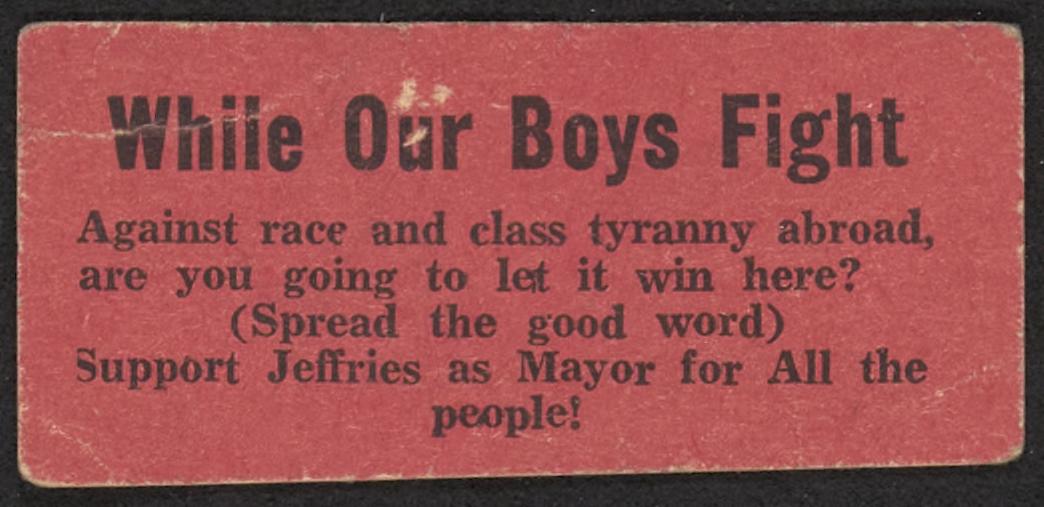 While Our Boys Fight
Against race and class tyranny abroad,
are you going to let it win here?
(Spread the good word)
Support Jeffries as Mayor for All the
people!